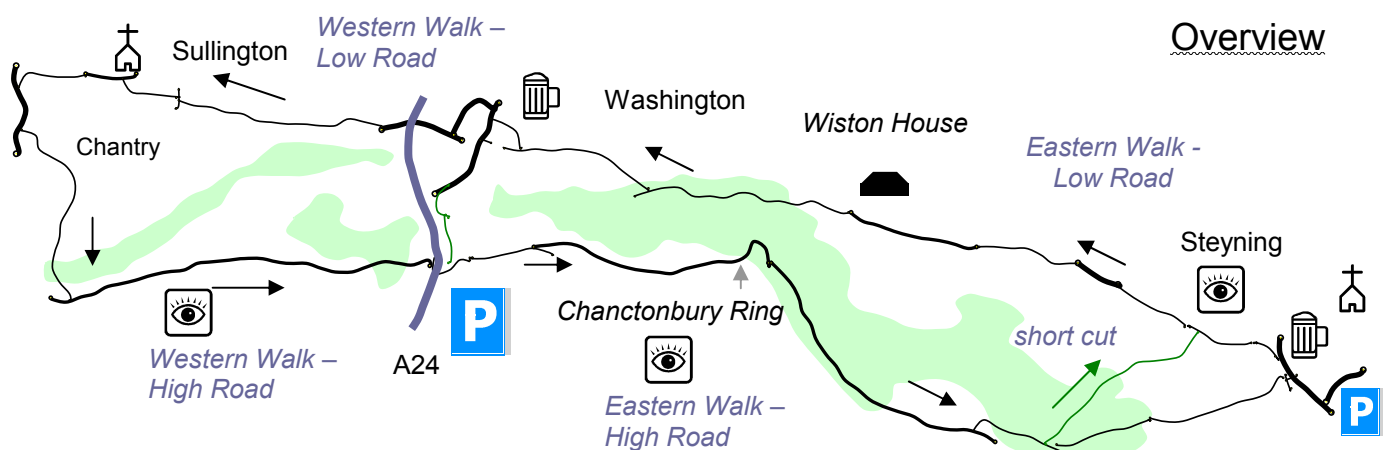 Overview
Western Walk –
Low Road
Sullington
Washington
Wiston House
Eastern Walk -
Low Road
Chantry
Steyning
P
Chanctonbury Ring
short cut
Western Walk –
High Road
A24
Eastern Walk –
High Road
P